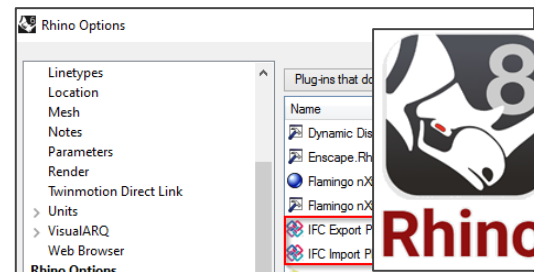 Rhino Options
Linetypes
Location
Mesh
Notes
Parameters
Render
Twinmotion Direct Link
Units
VisualARQ
Web Browser
Rhino Options
Plug-ins that do
Name
Dynamic Dis
Enscape.Rh
Flamingo nX
Flamingo nX
IFC Export P
IFC Import P
8
Rhino